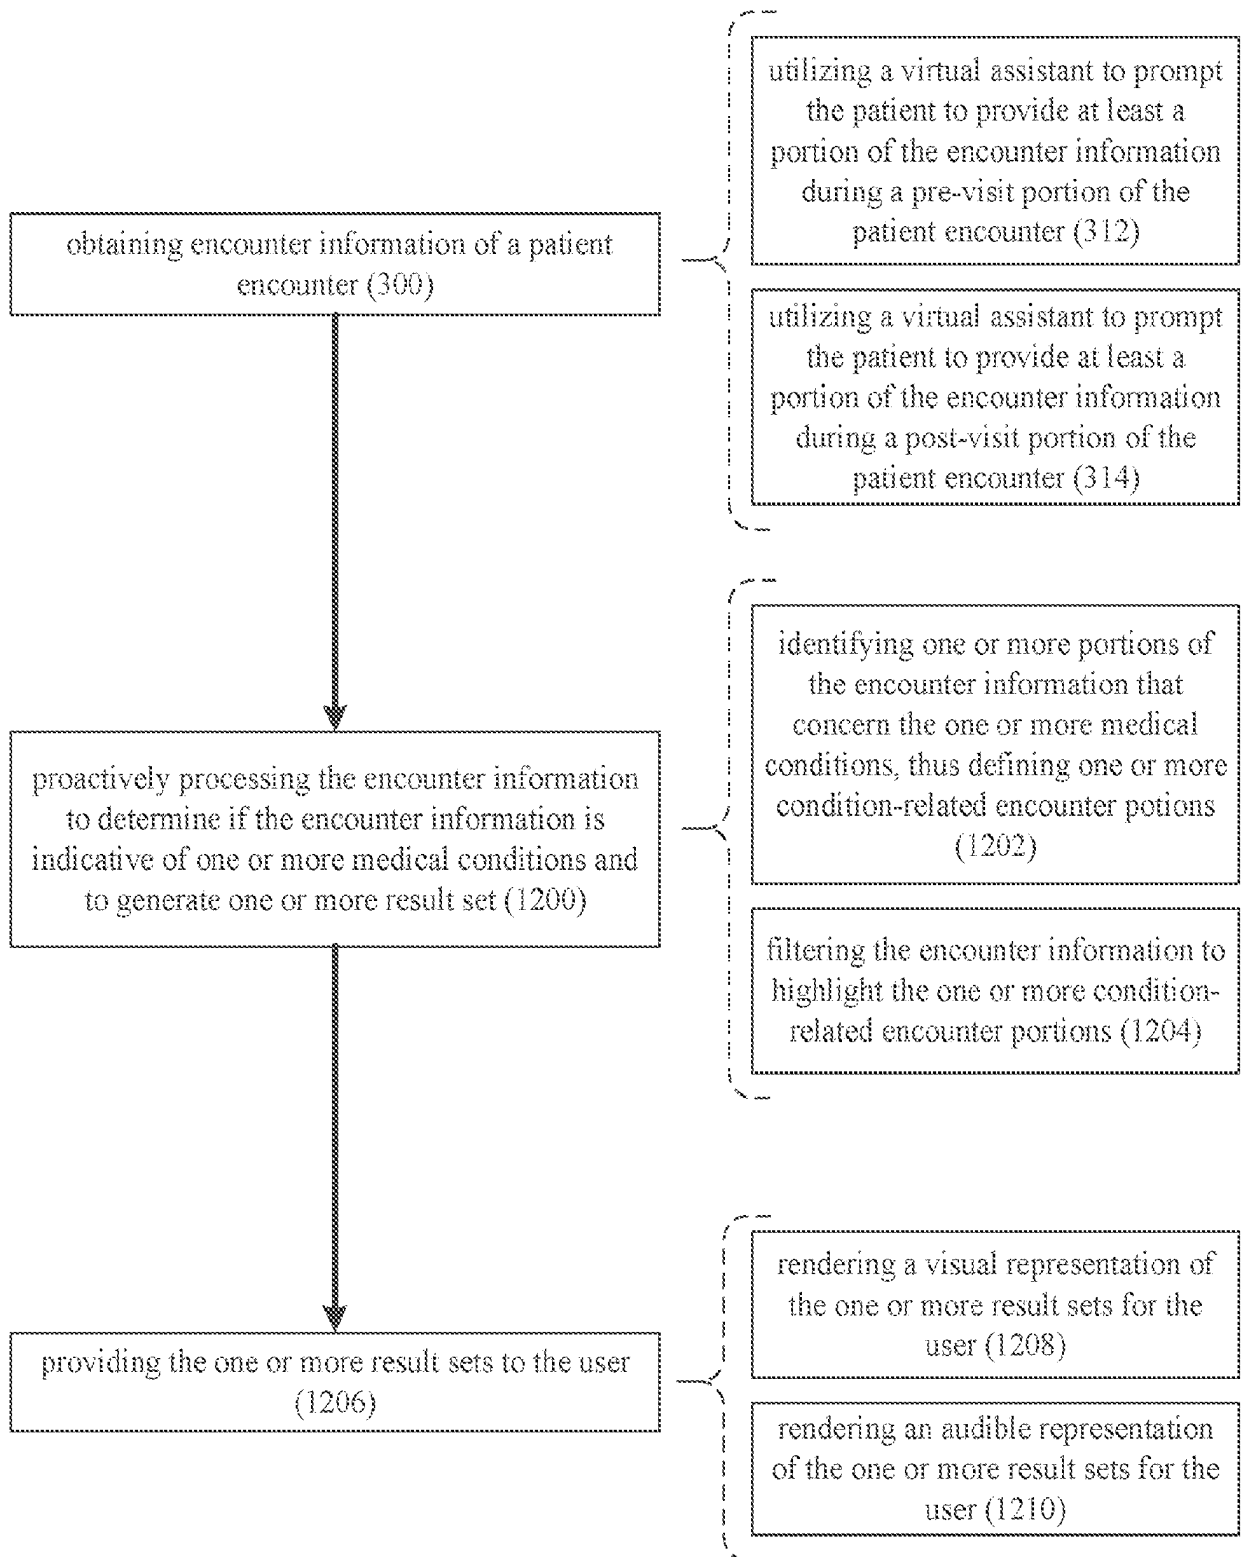 obtaining encounter information of a patient
encounter (300)
utilizing a virtual assistant to prompt
the patient to provide at least a
portion of the encounter information
during a pre-visit portion of the
patient encounter (312)
utilizing a virtual assistant to prompt
the patient to provide at least a
portion of the encounter information
during a post-visit portion of the
patient encounter (314)
proactively processing the encounter information
to determine if the encounter information is
indicative of one or more medical conditions and
to generate one or more result set (1200)
identifying one or more portions of
the encounter information that
concern the one or more medical
conditions, thus defining one or more
condition-related encounter potions
(1202)
filtering the encounter information to
highlight the one or more condition-
related encounter portions (1204)
providing the one or more result sets to the user
(1206)
rendering a visual representation of
the one or more result sets for the
user (1208)
rendering an audible representation
of the one or more result sets for the
user (1210)